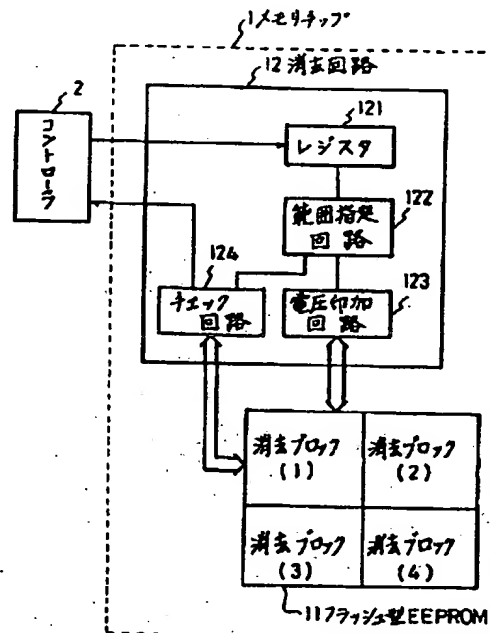 1メモリチップ
12消去回路
2
コントローラ
121
レジスタ
範囲指定
回路
122
124
チェック
回路
電圧印加
回路
123
消去ブロック
(1)
消去ブロック
(2)
消去ブロック
(3)
消去ブロック
(4)
11フラッシュ型EEPROM